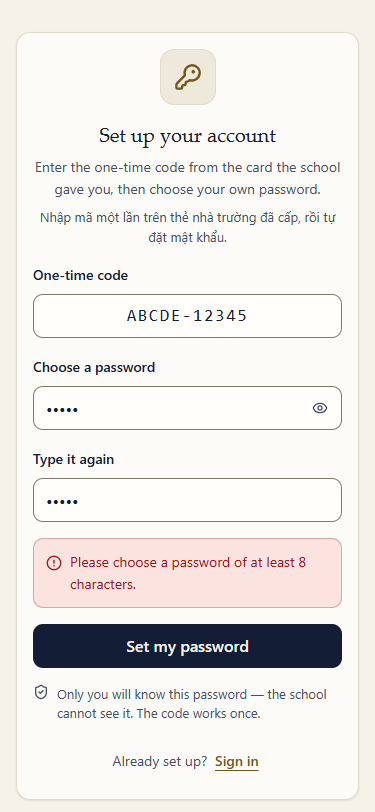 Set up your account
Enter the one-time code from the card the school
gave you, then choose your own password.
Nhập mã một lần trên thẻ nhà trường đã cấp, rồi tự
đặt mật khẩu.
One-time code
ABCDE-12345
Choose a password
•••••
Type it again
•••••
Please choose a password of at least 8
characters.
Set my password
Only you will know this password — the school
cannot see it. The code works once.
Already set up? Sign in